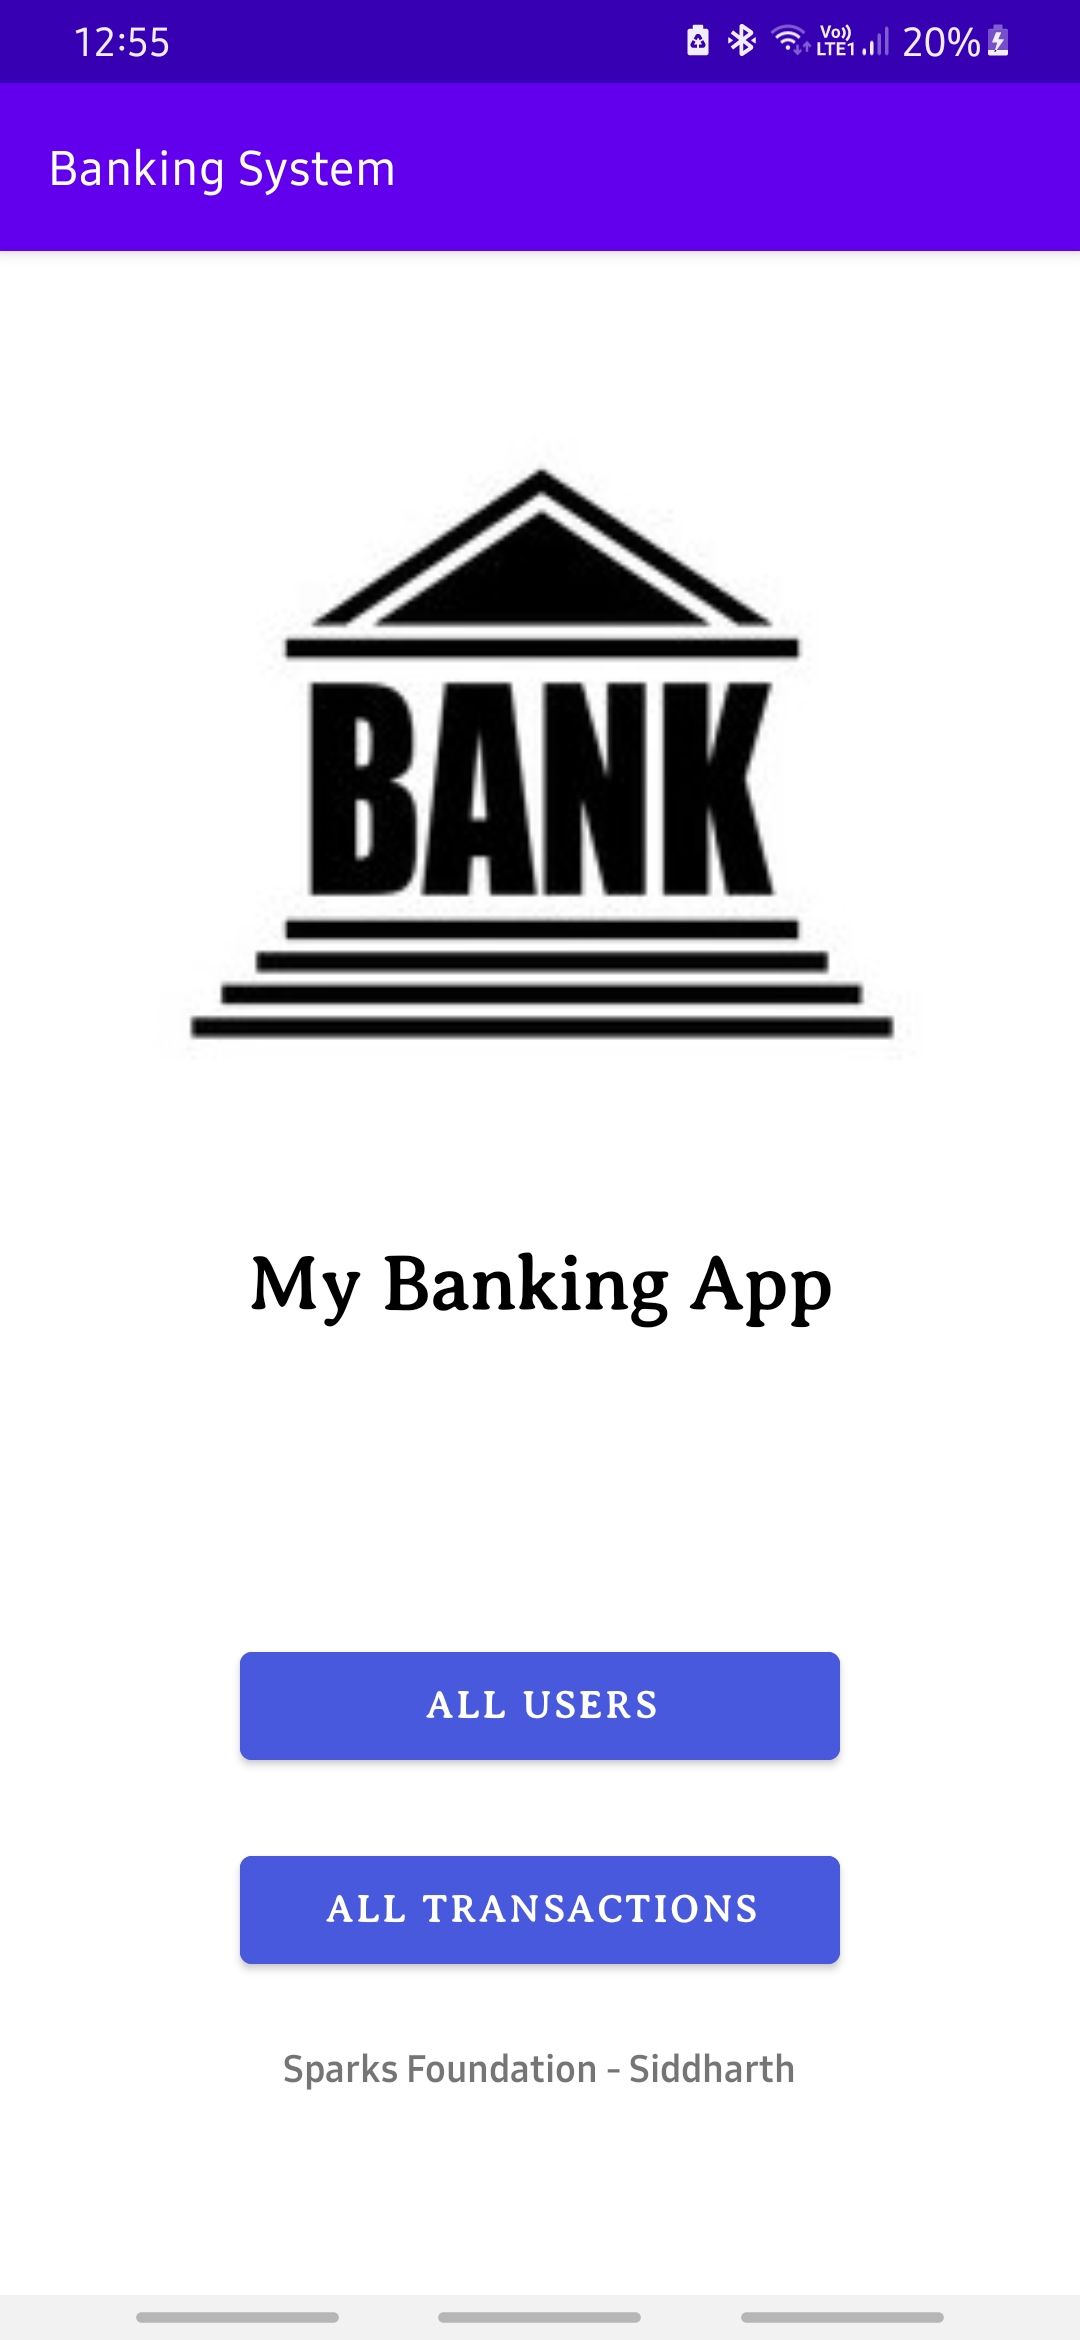 12:55 Vo)) LTE1 20%
Banking System
BANK
My Banking App
ALL USERS
ALL TRANSACTIONS
Sparks Foundation - Siddharth